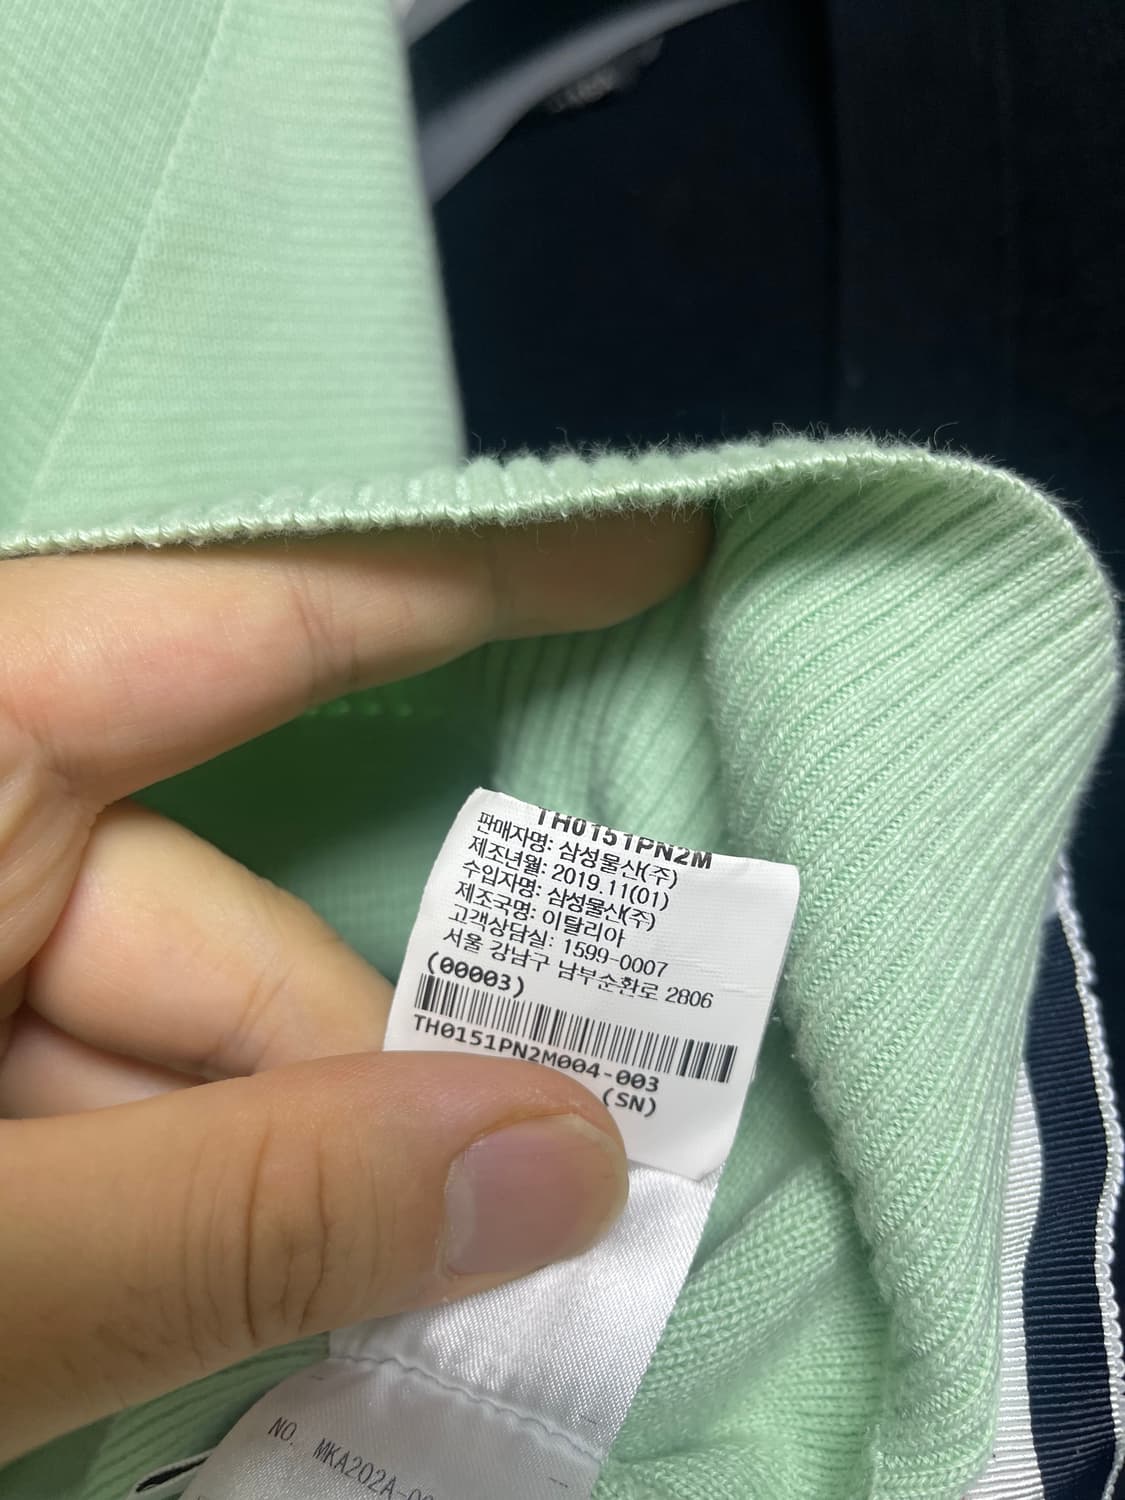 TH0151PN2M
판매자명: 삼성물산(주)
제조년월: 2019.11(01)
수입자명: 삼성물산(주)
제조국명: 이탈리아
고객상담실: 1599-0007
서울 강남구 남부순환로 2806
(00003)
TH0151PN2M004-003
(SN)
NO. MKA202A-